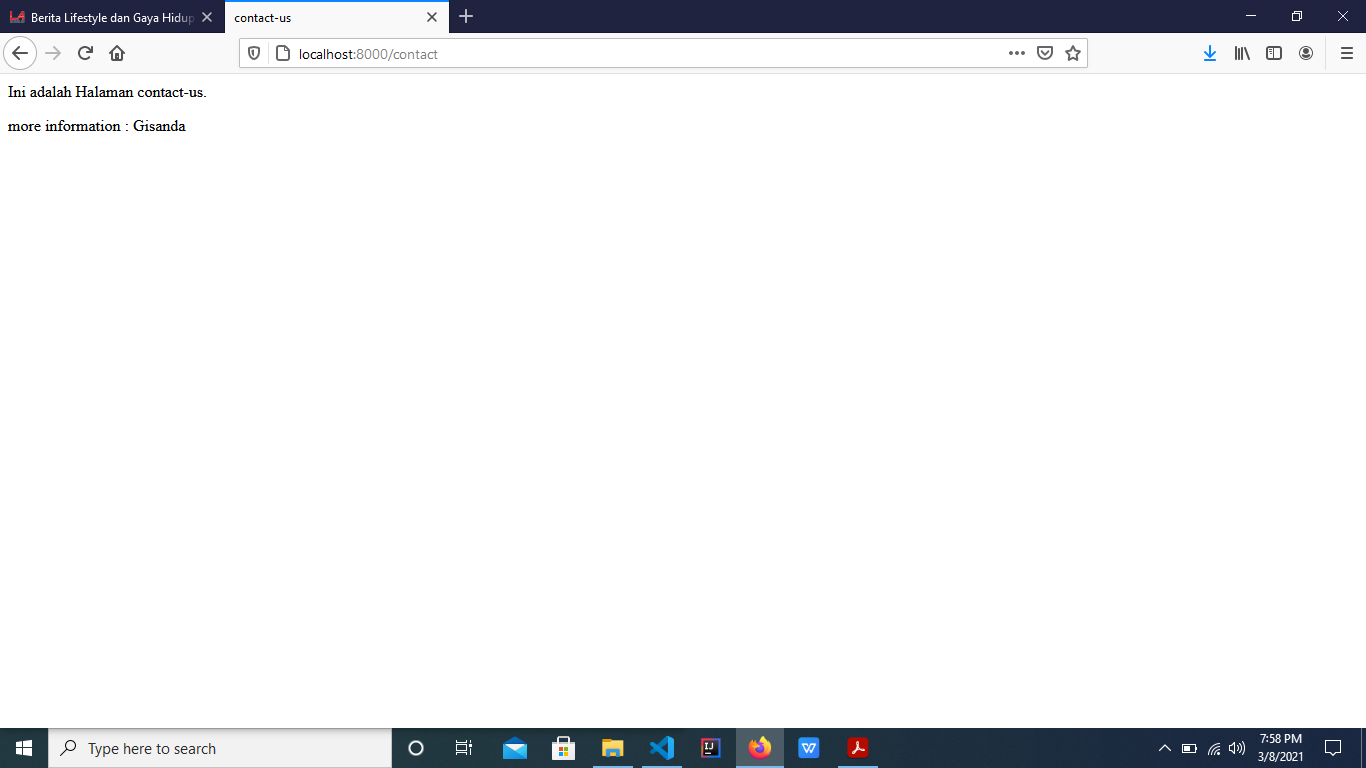 Berita Lifestyle dan Gaya Hidup
contact-us
localhost:8000/contact
Ini adalah Halaman contact-us.
more information : Gisanda
Type here to search
7:58 PM
3/8/2021